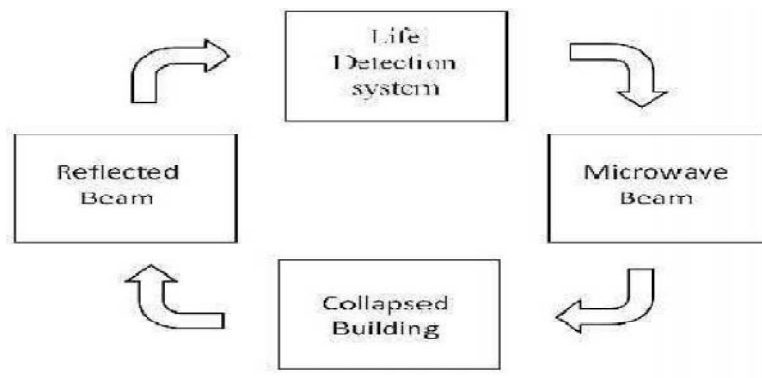 Life
Detection
system
Microwave
Beam
Collapsed
Building
Reflected
Beam